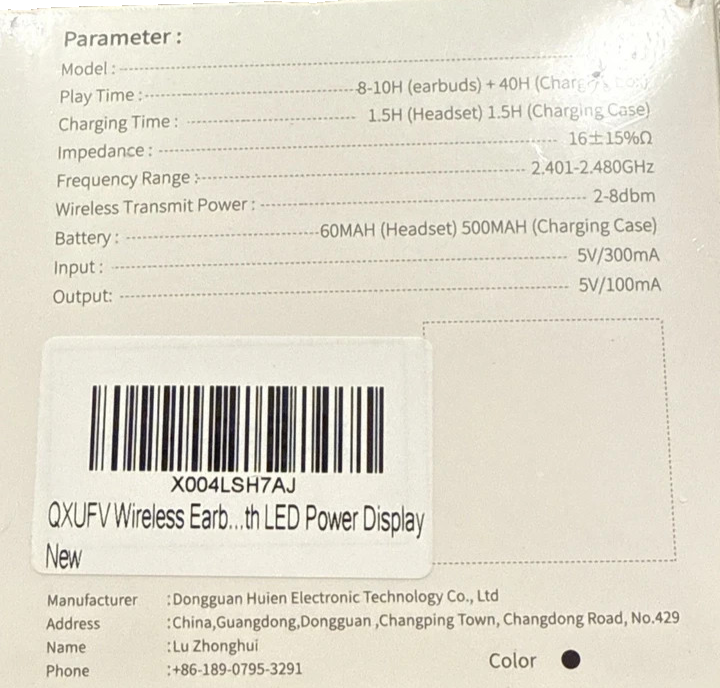 Parameter :
Model :
Play Time : 8-10H (earbuds) + 40H
Charging Time : 1.5H (Headset) 1.5H (Charging Case)
Impedance : 16±15%Ω
Frequency Range : 2.401-2.480GHz
Wireless Transmit Power : 2-8dbm
Battery : 60MAH (Headset) 500MAH (Charging Case)
Input : 5V/300mA
Output: 5V/100mA
X004LSH7AJ
QXUFV Wireless Earb...th LED Power Display
New
Manufacturer :Dongguan Huien Electronic Technology Co., Ltd
Address :China,Guangdong,Dongguan ,Changping Town, Changdong Road, No.429
Name :Lu Zhonghui
Phone :+86-189-0795-3291
Color